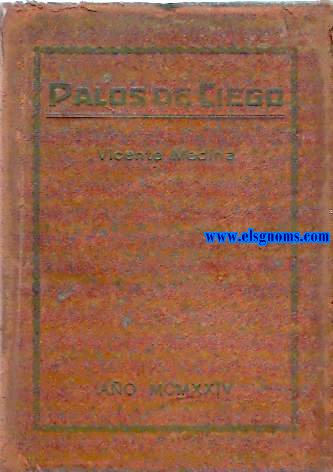 PALOS DE CIEGO
Vicente Medina
www.elsgnoms.com
AÑO MCMXXIV